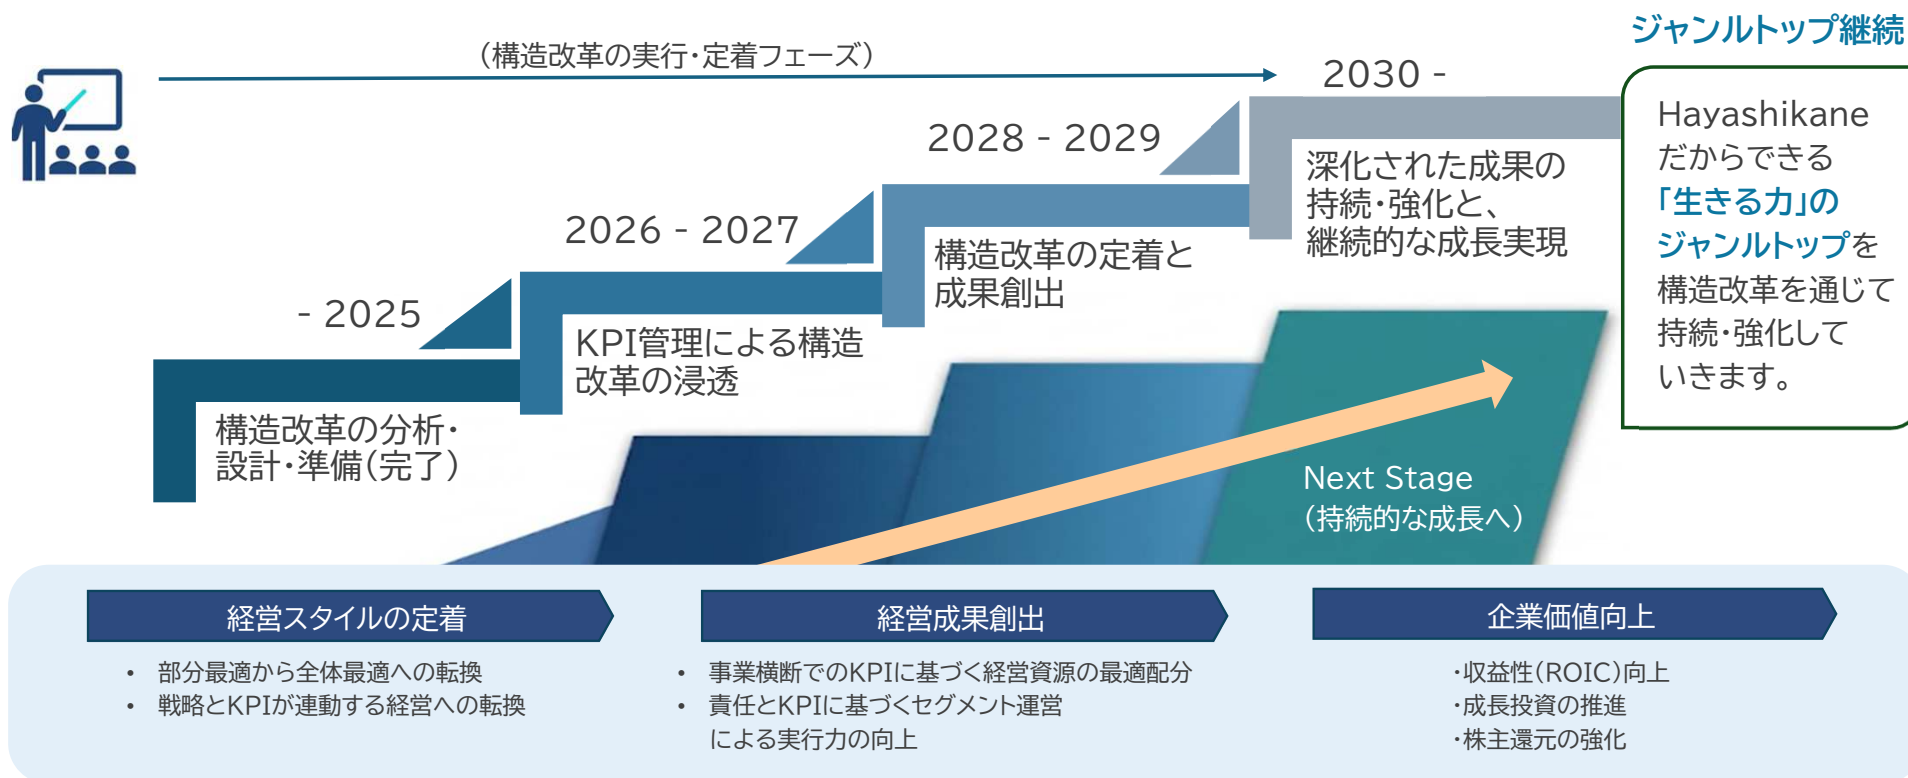 ジャンルトップ継続
（構造改革の実行・定着フェーズ）
2030 -
2028 - 2029
2026 - 2027
- 2025
深化された成果の
持続・強化と、
継続的な成長実現
構造改革の定着と
成果創出
KPI管理による構造
改革の浸透
構造改革の分析・
設計・準備(完了)
Hayashikane
だからできる
「生きる力」の
ジャンルトップを
構造改革を通じて
持続・強化して
いきます。
Next Stage
（持続的な成長へ）
経営スタイルの定着
• 部分最適から全体最適への転換
• 戦略とKPIが連動する経営への転換
経営成果創出
• 事業横断でのKPIに基づく経営資源の最適配分
• 責任とKPIに基づくセグメント運営
による実行力の向上
企業価値向上
・収益性(ROIC)向上
・成長投資の推進
・株主還元の強化